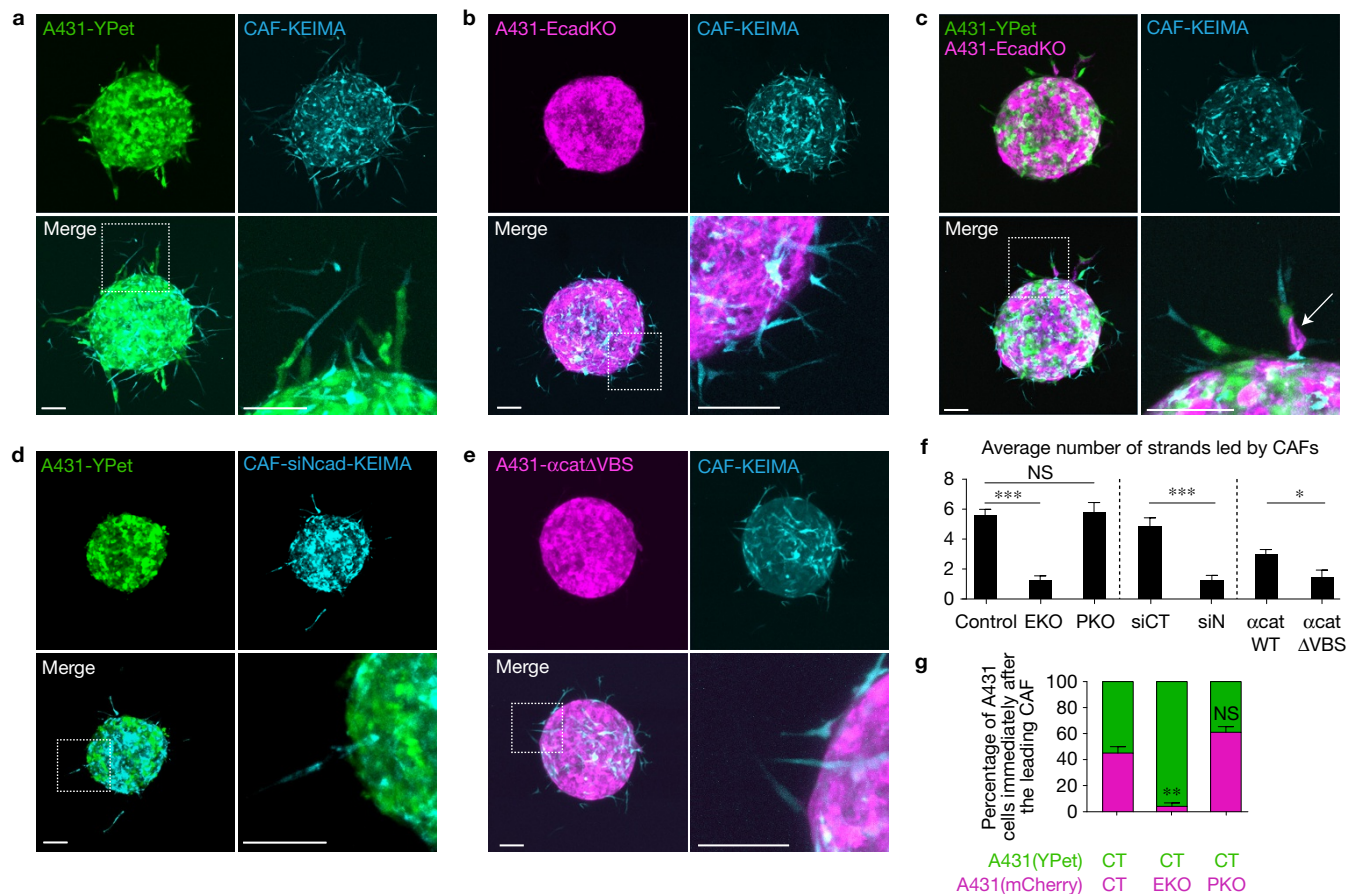 a
A431-YPet
CAF-KEIMA
Merge
b
A431-EcadKO
CAF-KEIMA
Merge
c
A431-YPet
A431-EcadKO
CAF-KEIMA
Merge
d
A431-YPet
CAF-siNcad-KEIMA
Merge
e
A431-αcatΔVBS
CAF-KEIMA
Merge
f
Average number of strands led by CAFs
NS
*** *** *
8
6
4
2
0
Control EKO PKO siCT siN αcat WT αcat ΔVBS
g
Percentage of A431
cells immediately after
the leading CAF
100
80
60
40
20
0
** NS
A431(YPet) CT CT CT
A431(mCherry) CT EKO PKO